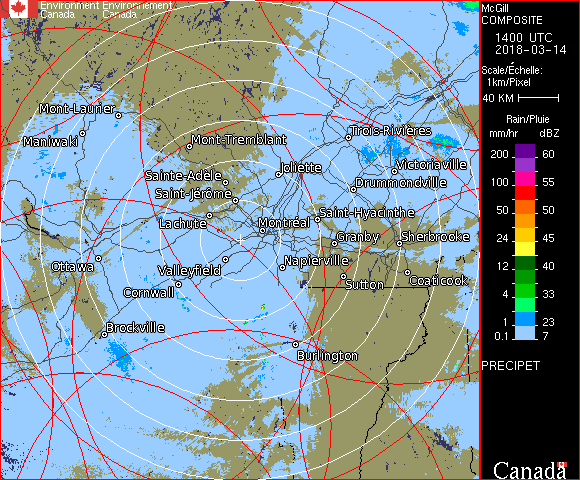 Environment Environnement
Canada Canada
McGill
COMPOSITE
1400 UTC
2018-03-14
Scale/Échelle:
1km/Pixel
40 KM
Rain/Pluie
mm/hr dBZ
200 60
100 55
50 50
24 45
12 40
4 33
1 23
0.1 7
PRECIPET
Canada
Mont-Laurier
Maniwaki
Mont-Tremblant
Trois-Rivières
Victoriaville
Joliette
Sainte-Adèle
Drummondville
Saint-Jérôme
Saint-Hyacinthe
Lachute
Montréal
Granby
Sherbrooke
Ottawa
Valleyfield
Napierville
Coaticook
Sutton
Cornwall
Brockville
Burlington